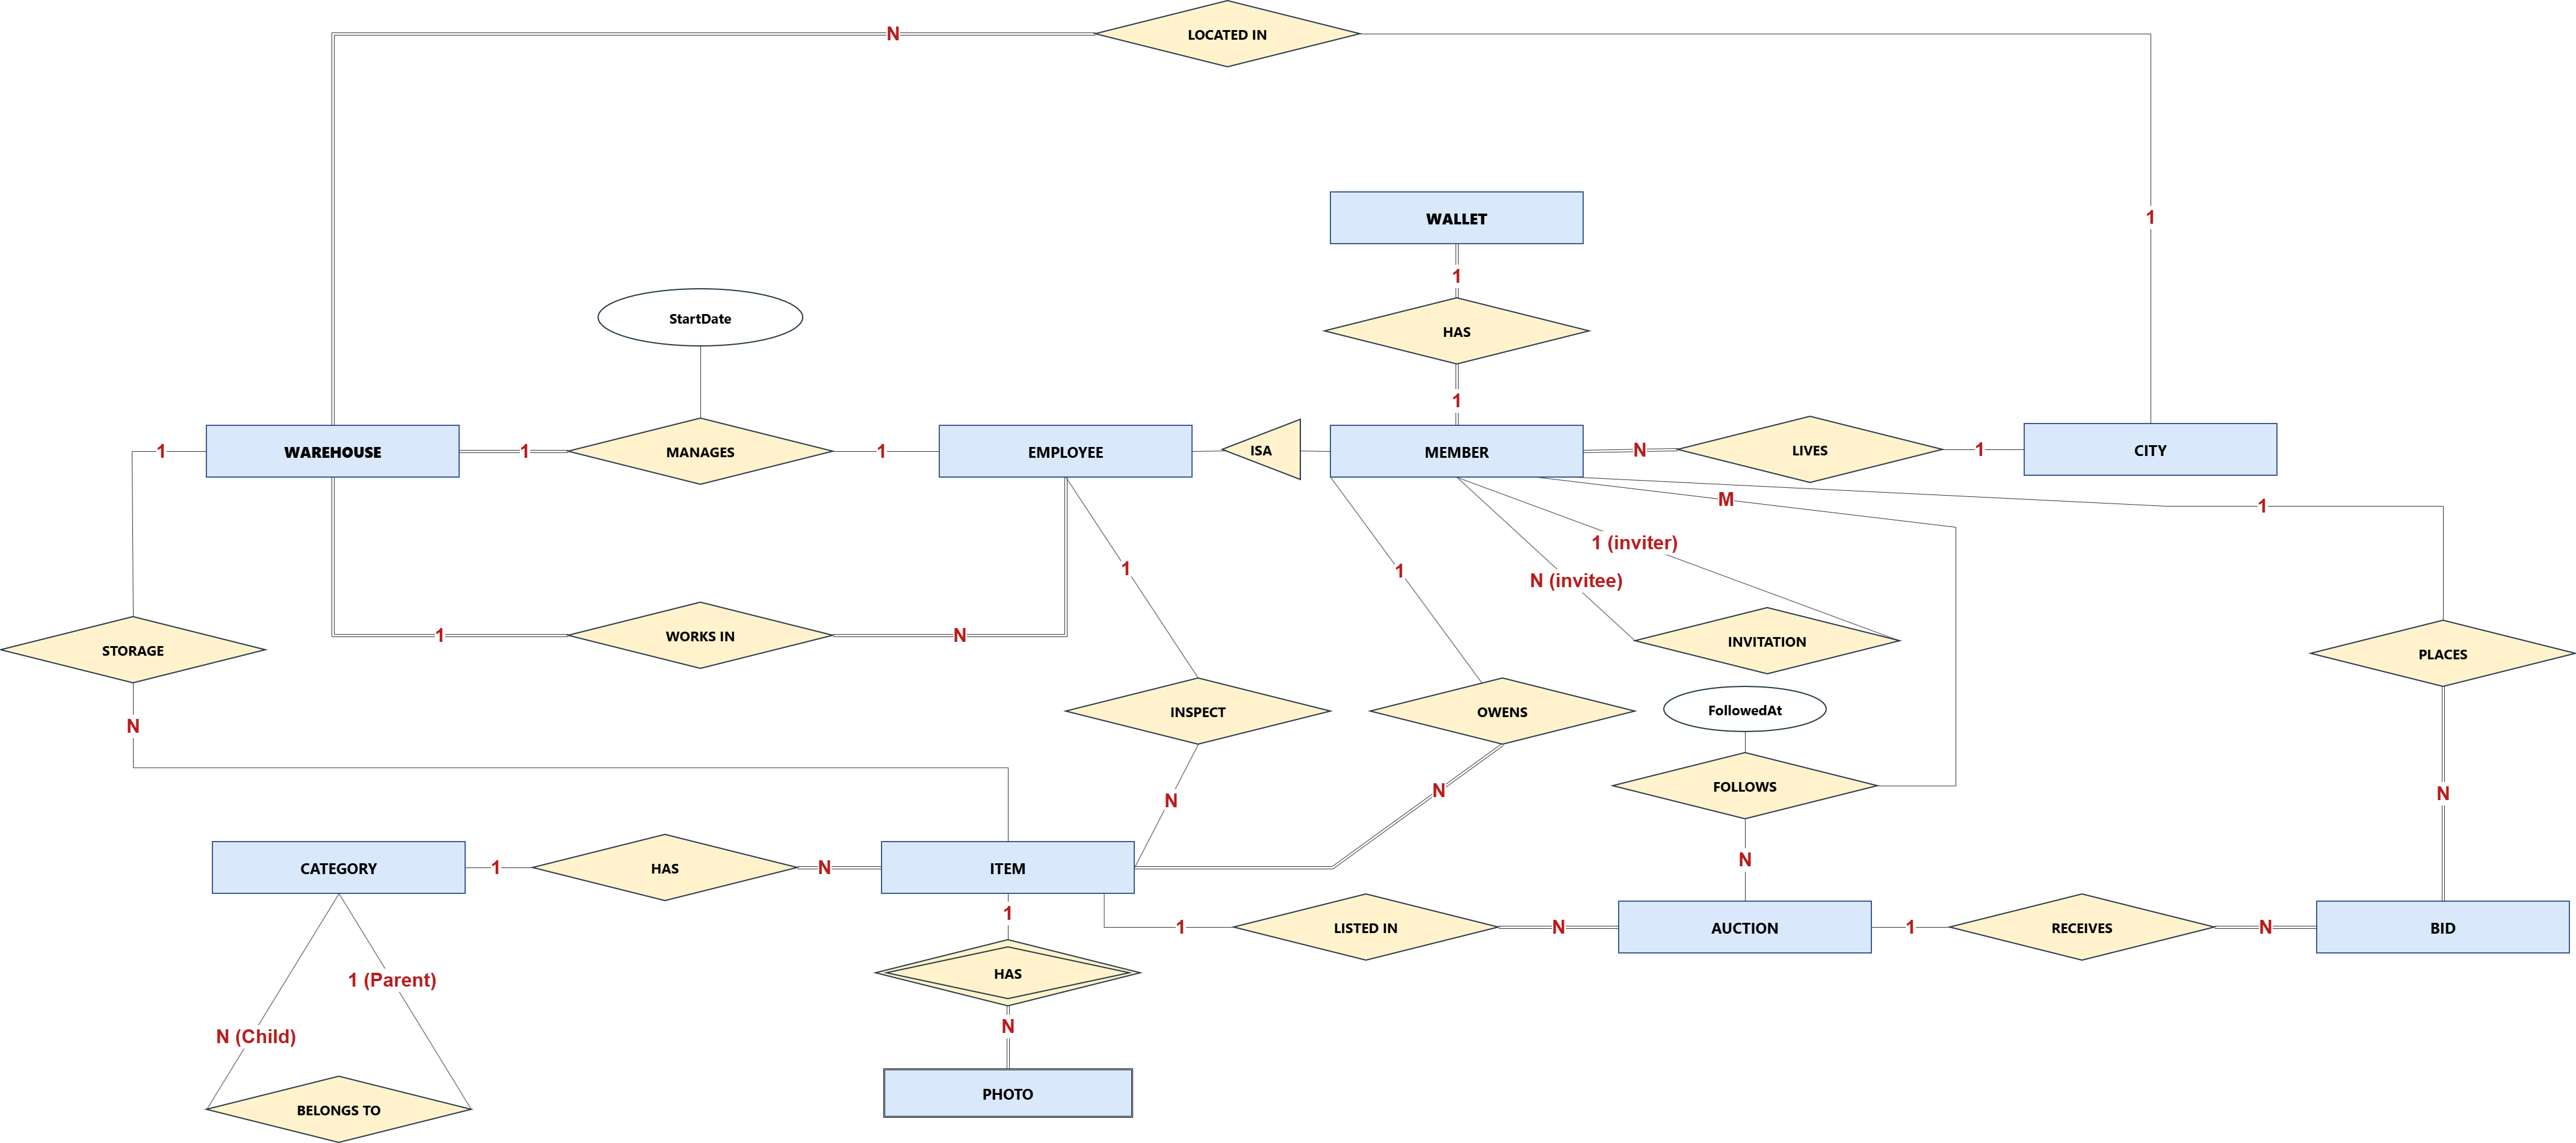 N
LOCATED IN
1
WALLET
1
HAS
1
StartDate
1
WAREHOUSE
1
MANAGES
1
EMPLOYEE
ISA
MEMBER
N
LIVES
1
CITY
M
1
1 (inviter)
1
1
N (invitee)
1
WORKS IN
N
INVITATION
STORAGE
PLACES
INSPECT
OWENS
FollowedAt
N
FOLLOWS
N
N
N
N
CATEGORY
1
HAS
N
ITEM
1
1
LISTED IN
N
AUCTION
1
RECEIVES
N
BID
HAS
1 (Parent)
N
N (Child)
PHOTO
BELONGS TO